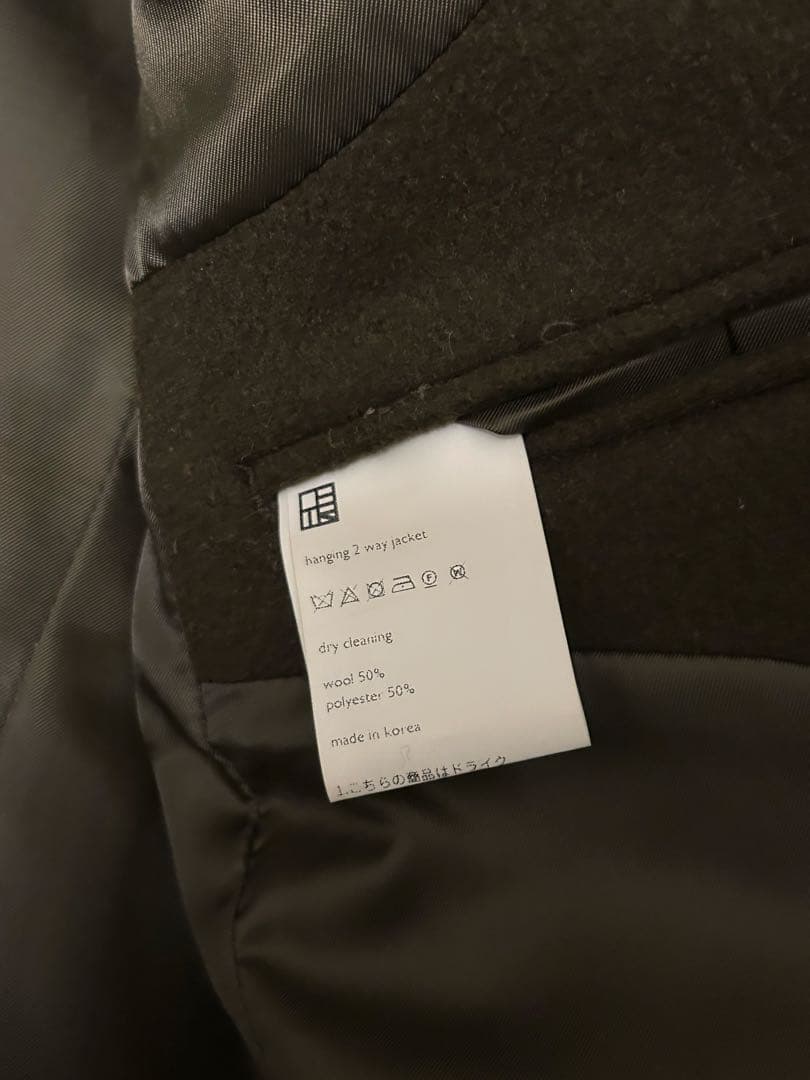 hanging 2 way jacket
F W
dry cleaning
wool 50%
polyester 50%
made in korea
1.こちらの商品はドライク